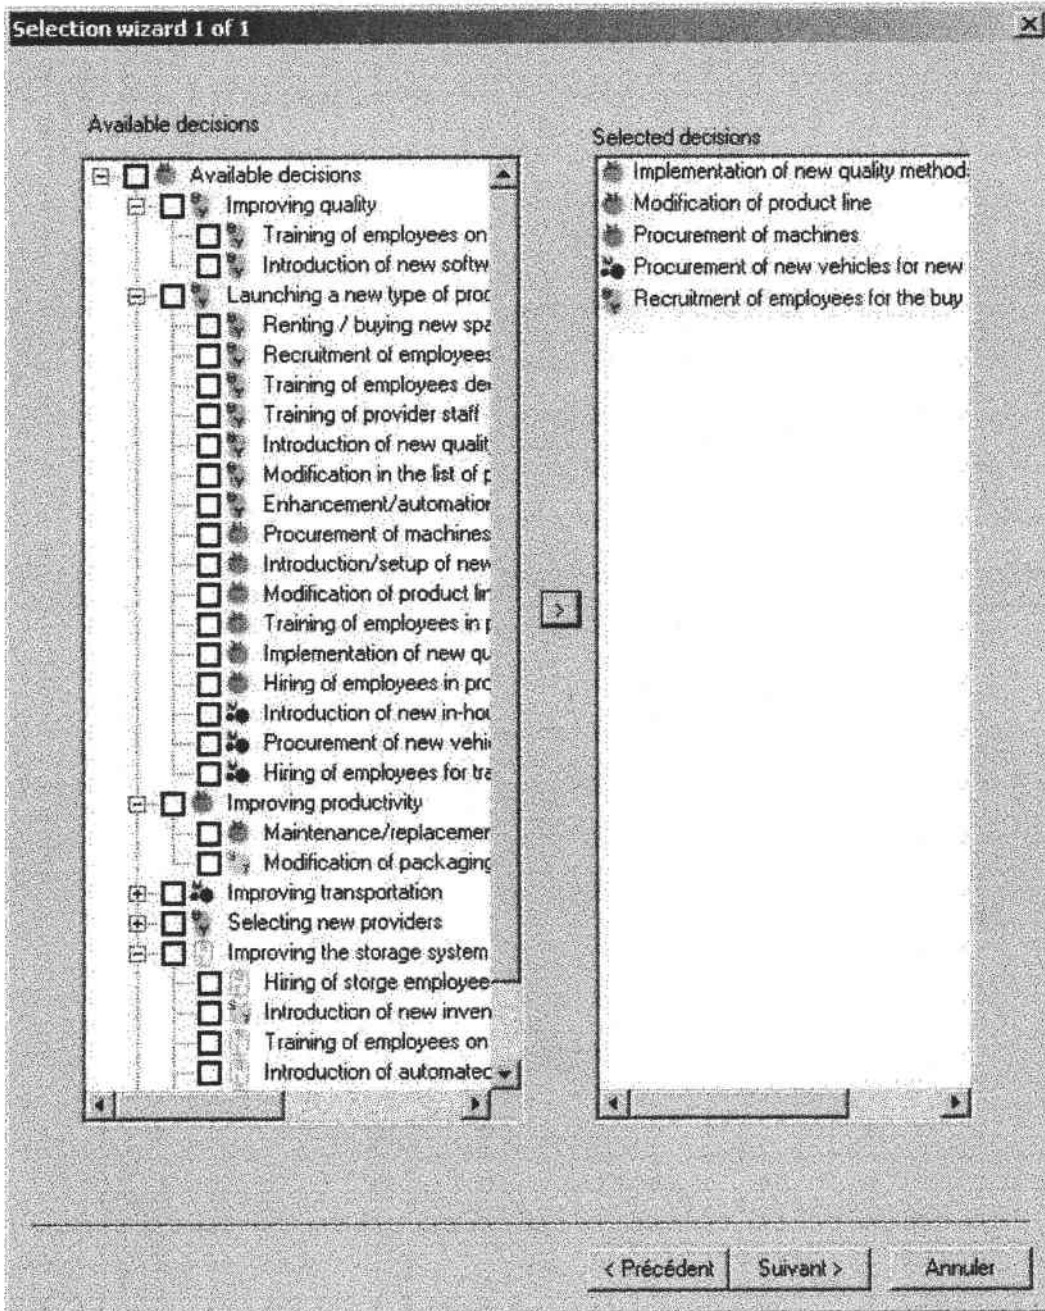 Selection wizard 1 of 1
Available decisions
Available decisions
Improving quality
Training of employees on
Introduction of new softw
Launching a new type of proc
Renting / buying new spa
Recruitment of employees
Training of employees de
Training of provider staff
Introduction of new qualit
Modification in the list of p
Enhancement/automation
Procurement of machines
Introduction/setup of new
Modification of product lin
Training of employees in p
Implementation of new qu
Hiring of employees in pro
Introduction of new in-hou
Procurement of new vehi
Hiring of employees for tra
Improving productivity
Maintenance/replacemer
Modification of packaging
Improving transportation
Selecting new providers
Improving the storage system
Hiring of storge employee
Introduction of new inven
Training of employees on
Introduction of automatec
>
Selected decisions
Implementation of new quality method
Modification of product line
Procurement of machines
Procurement of new vehicles for new
Recruitment of employees for the buy
< Précédent
Suivant >
Annuler